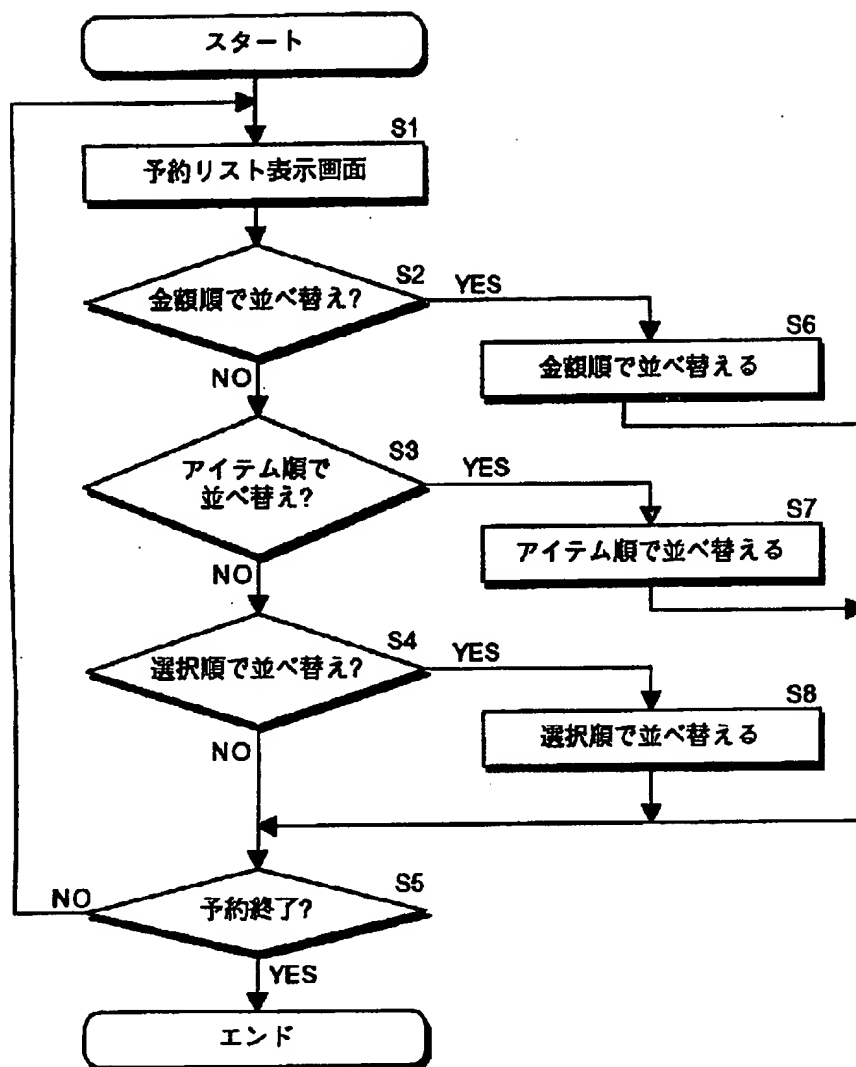 スタート
S1
予約リスト表示画面
S2
金額順で並べ替え?
YES
NO
S6
金額順で並べ替える
S3
アイテム順で
並べ替え?
YES
NO
S7
アイテム順で並べ替える
S4
選択順で並べ替え?
YES
NO
S8
選択順で並べ替える
S5
予約終了?
NO
YES
エンド